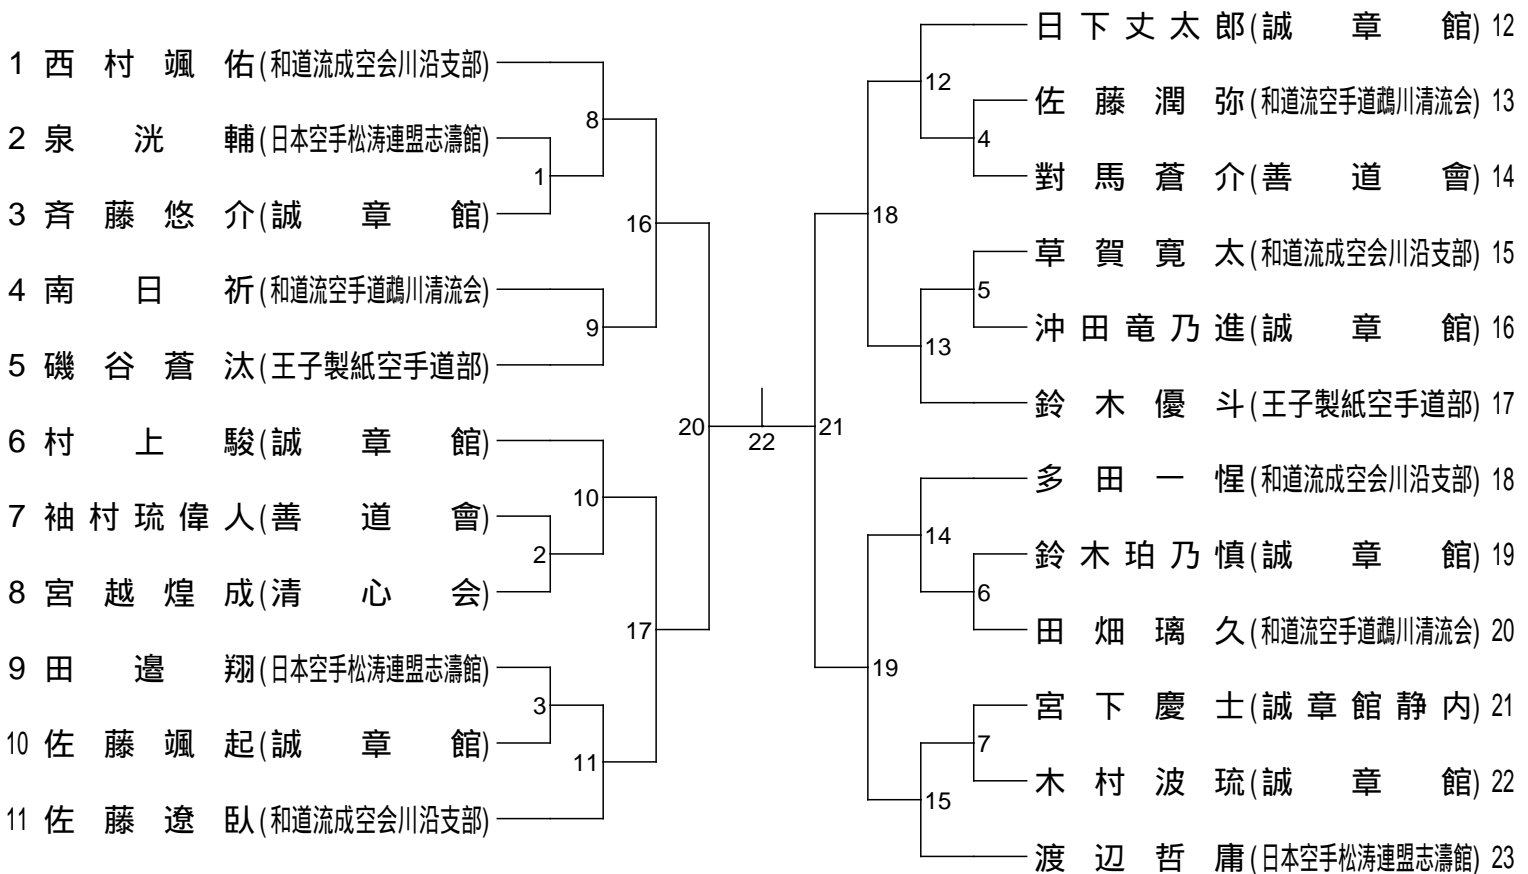 1 西村颯佑(和道流成空会川沿支部)
2 泉洸輔(日本空手松涛連盟志濤館)
3 斉藤悠介(誠章館)
4 南日祈(和道流空手道鵡川清流会)
5 磯谷蒼汰(王子製紙空手道部)
6 村上駿(誠章館)
7 袖村琉偉人(善道會)
8 宮越煌成(清心会)
9 田邉翔(日本空手松涛連盟志濤館)
10 佐藤颯起(誠章館)
11 佐藤遼臥(和道流成空会川沿支部)
8
1
16
9
10
2
17
3
11
20
22
21
12
4
18
5
13
14
6
19
7
15
日下丈太郎(誠章館) 12
佐藤潤弥(和道流空手道鵡川清流会) 13
對馬蒼介(善道會) 14
草賀寛太(和道流成空会川沿支部) 15
沖田竜乃進(誠章館) 16
鈴木優斗(王子製紙空手道部) 17
多田一惺(和道流成空会川沿支部) 18
鈴木珀乃慎(誠章館) 19
田畑璃久(和道流空手道鵡川清流会) 20
宮下慶士(誠章館静内) 21
木村波琉(誠章館) 22
渡辺哲庸(日本空手松涛連盟志濤館) 23